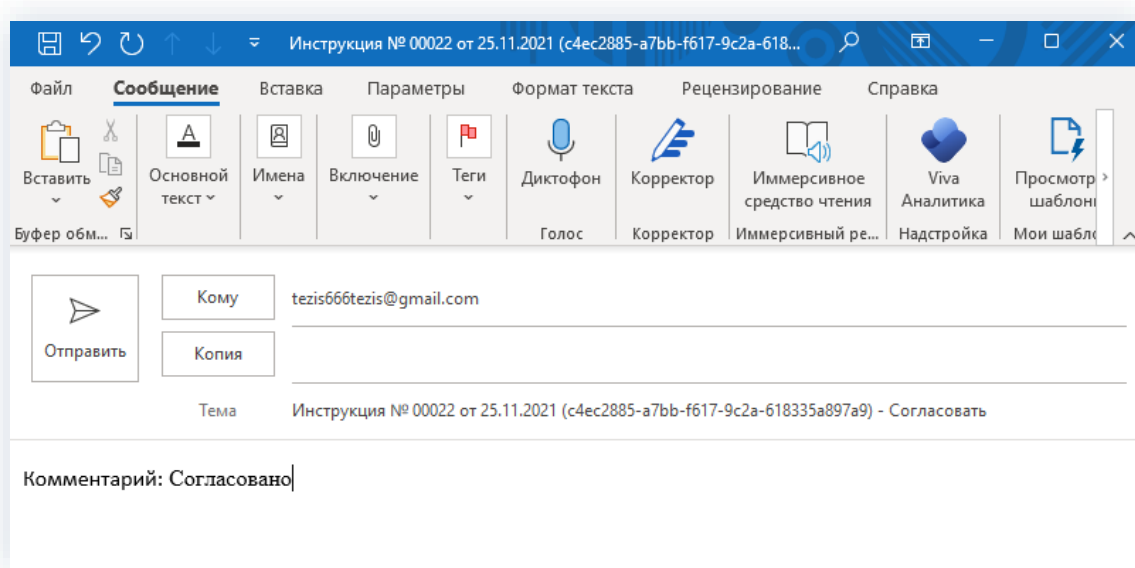 Инструкция № 00022 от 25.11.2021 (c4ec2885-a7bb-f617-9c2a-618...
Файл Сообщение Вставка Параметры Формат текста Рецензирование Справка
Вставить Основной текст Имена Включение Теги Диктофон Корректор Иммерсивное средство чтения Viva Аналитика Просмотр шаблон
Буфер обм... Голос Корректор Иммерсивный ре... Надстройка Мои шабло
Отправить
Кому tezis666tezis@gmail.com
Копия
Тема Инструкция № 00022 от 25.11.2021 (c4ec2885-a7bb-f617-9c2a-618335a897a9) - Согласовать
Комментарий: Согласовано